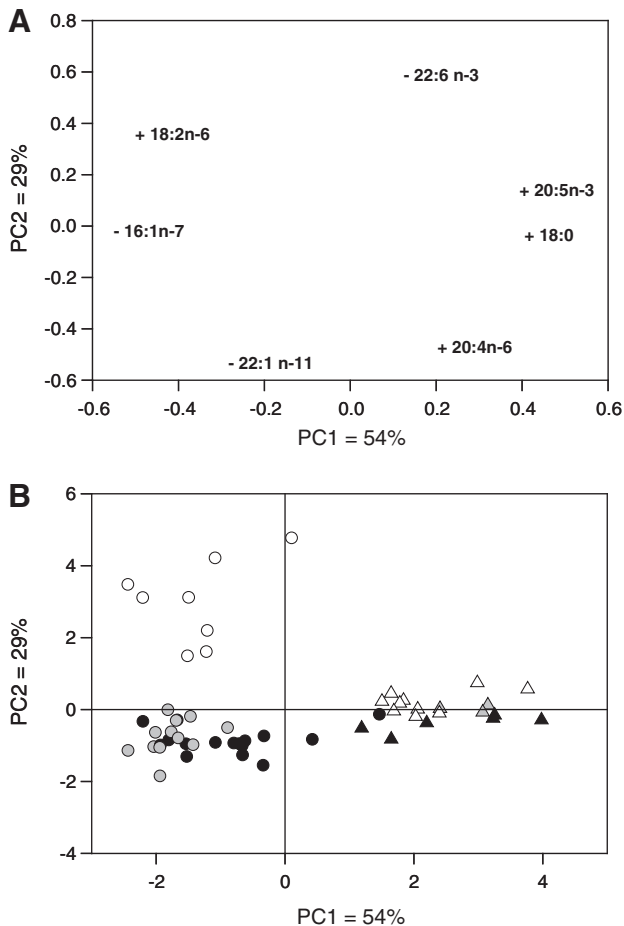 A
0.8
0.6
0.4
0.2
0.0
-0.2
-0.4
-0.6
PC2 = 29%
- 22:6 n-3
+ 18:2n-6
+ 20:5n-3
- 16:1n-7
+ 18:0
+ 20:4n-6
- 22:1 n-11
-0.6 -0.4 -0.2 0.0 0.2 0.4 0.6
PC1 = 54%
B
6
4
2
0
-2
-4
PC2 = 29%
-2 0 2 4
PC1 = 54%